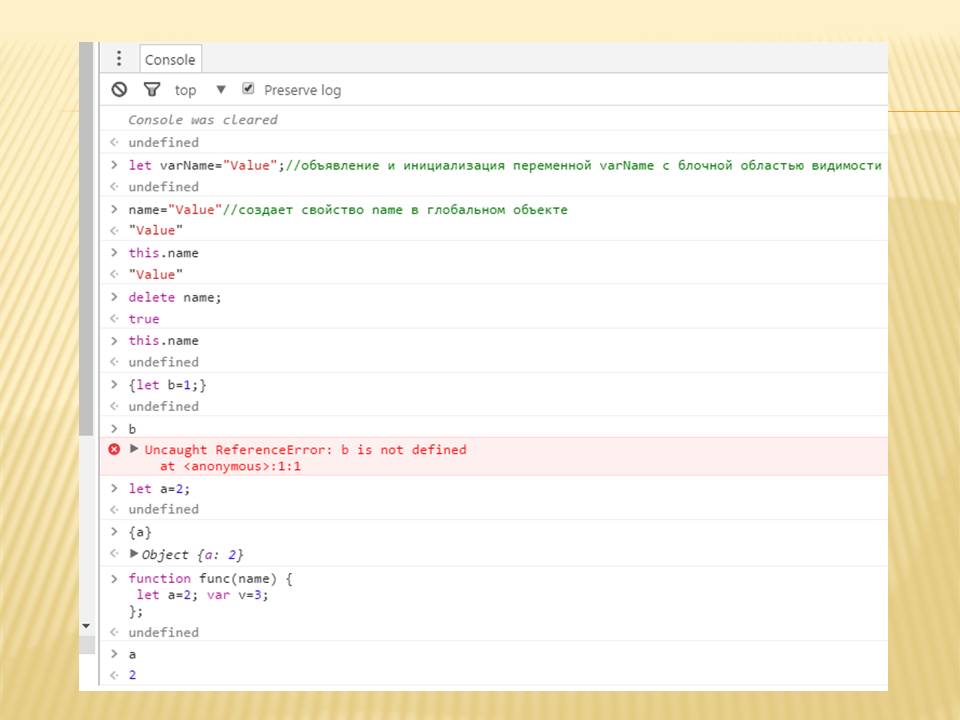 Console
top ▼ Preserve log
Console was cleared
undefined
let varName="Value";//объявление и инициализация переменной varName с блочной областью видимости
undefined
name="Value"//создает свойство name в глобальном объекте
"Value"
this.name
"Value"
delete name;
true
this.name
undefined
{let b=1;}
undefined
b
Uncaught ReferenceError: b is not defined
at <anonymous>:1:1
let a=2;
undefined
{a}
Object {a: 2}
function func(name) {
let a=2; var v=3;
};
undefined
a
2